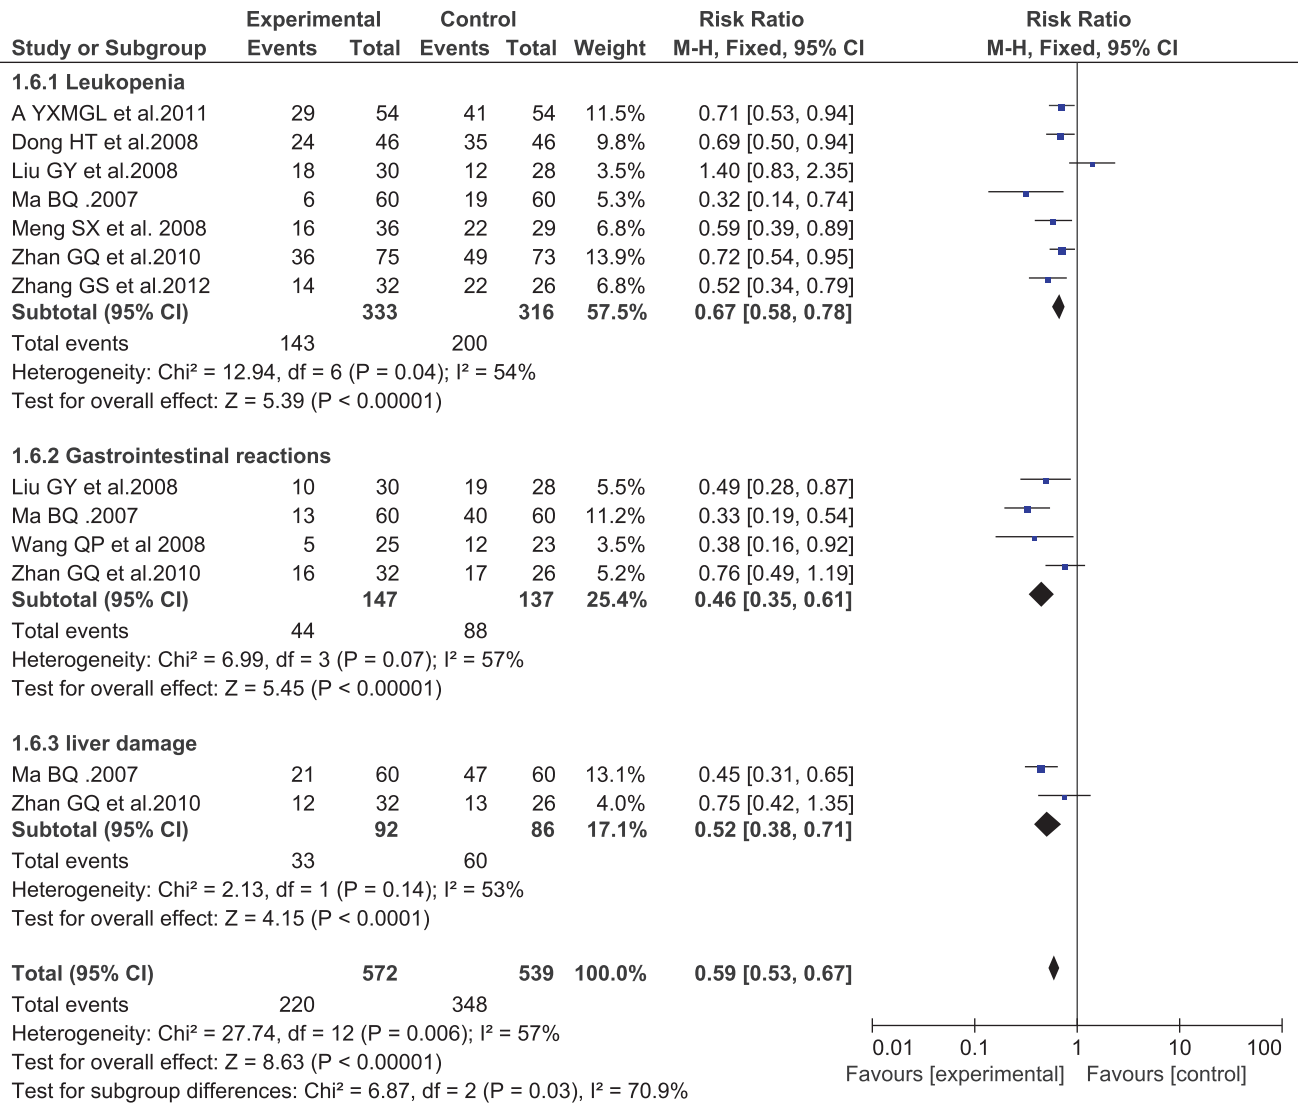 Experimental Control Risk Ratio Risk Ratio
Study or Subgroup Events Total Events Total Weight M-H, Fixed, 95% CI M-H, Fixed, 95% CI
1.6.1 Leukopenia
A YXMGL et al.2011 29 54 41 54 11.5% 0.71 [0.53, 0.94]
Dong HT et al.2008 24 46 35 46 9.8% 0.69 [0.50, 0.94]
Liu GY et al.2008 18 30 12 28 3.5% 1.40 [0.83, 2.35]
Ma BQ .2007 6 60 19 60 5.3% 0.32 [0.14, 0.74]
Meng SX et al. 2008 16 36 22 29 6.8% 0.59 [0.39, 0.89]
Zhan GQ et al.2010 36 75 49 73 13.9% 0.72 [0.54, 0.95]
Zhang GS et al.2012 14 32 22 26 6.8% 0.52 [0.34, 0.79]
Subtotal (95% CI) 333 316 57.5% 0.67 [0.58, 0.78]
Total events 143 200
Heterogeneity: Chi² = 12.94, df = 6 (P = 0.04); I² = 54%
Test for overall effect: Z = 5.39 (P < 0.00001)
1.6.2 Gastrointestinal reactions
Liu GY et al.2008 10 30 19 28 5.5% 0.49 [0.28, 0.87]
Ma BQ .2007 13 60 40 60 11.2% 0.33 [0.19, 0.54]
Wang QP et al 2008 5 25 12 23 3.5% 0.38 [0.16, 0.92]
Zhan GQ et al.2010 16 32 17 26 5.2% 0.76 [0.49, 1.19]
Subtotal (95% CI) 147 137 25.4% 0.46 [0.35, 0.61]
Total events 44 88
Heterogeneity: Chi² = 6.99, df = 3 (P = 0.07); I² = 57%
Test for overall effect: Z = 5.45 (P < 0.00001)
1.6.3 liver damage
Ma BQ .2007 21 60 47 60 13.1% 0.45 [0.31, 0.65]
Zhan GQ et al.2010 12 32 13 26 4.0% 0.75 [0.42, 1.35]
Subtotal (95% CI) 92 86 17.1% 0.52 [0.38, 0.71]
Total events 33 60
Heterogeneity: Chi² = 2.13, df = 1 (P = 0.14); I² = 53%
Test for overall effect: Z = 4.15 (P < 0.0001)
Total (95% CI) 572 539 100.0% 0.59 [0.53, 0.67]
Total events 220 348
Heterogeneity: Chi² = 27.74, df = 12 (P = 0.006); I² = 57%
Test for overall effect: Z = 8.63 (P < 0.00001)
Test for subgroup differences: Chi² = 6.87, df = 2 (P = 0.03), I² = 70.9%
0.01 0.1 1 10 100
Favours [experimental] Favours [control]